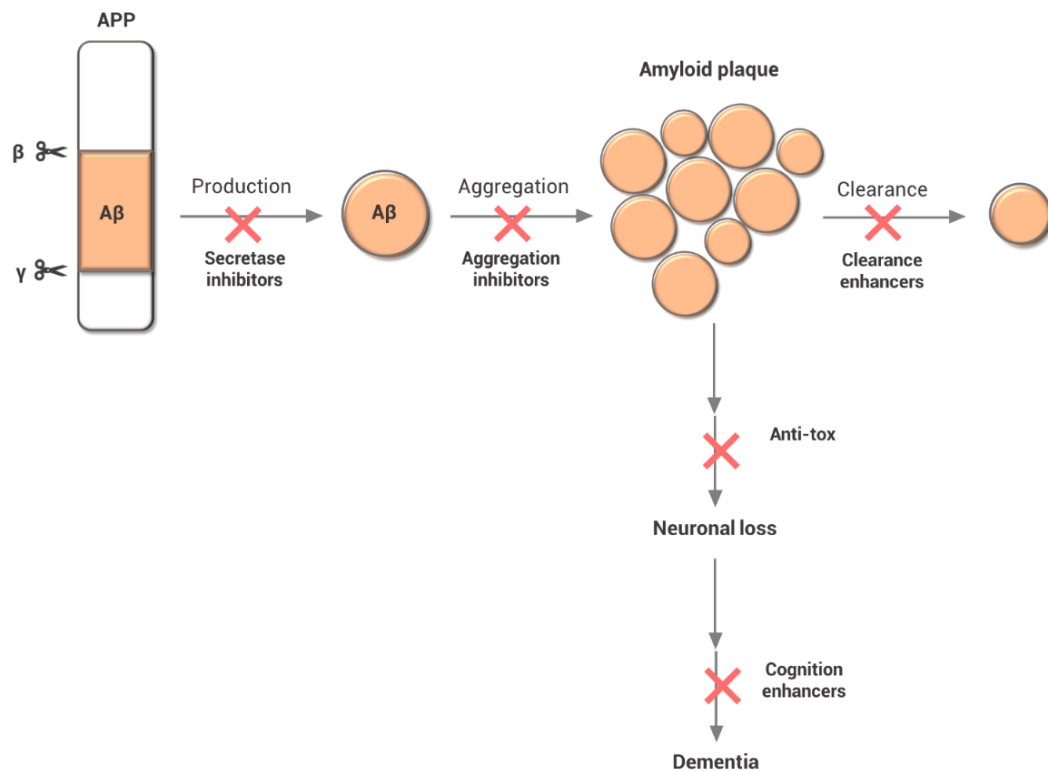 APP
Amyloid plaque
β
Aβ
γ
Production
Secretase
inhibitors
Aβ
Aggregation
Aggregation
inhibitors
Clearance
Clearance
enhancers
Anti-tox
Neuronal loss
Cognition
enhancers
Dementia